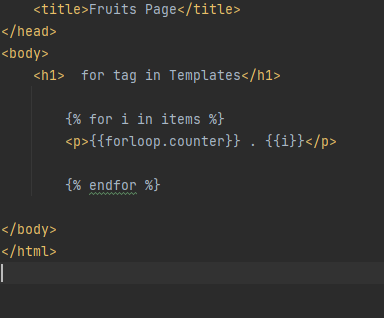 <title>Fruits Page</title>
</head>
<body>
<h1>  for tag in Templates</h1>
{% for i in items %}
<p>{{forloop.counter}} . {{i}}</p>
{% endfor %}
</body>
</html>